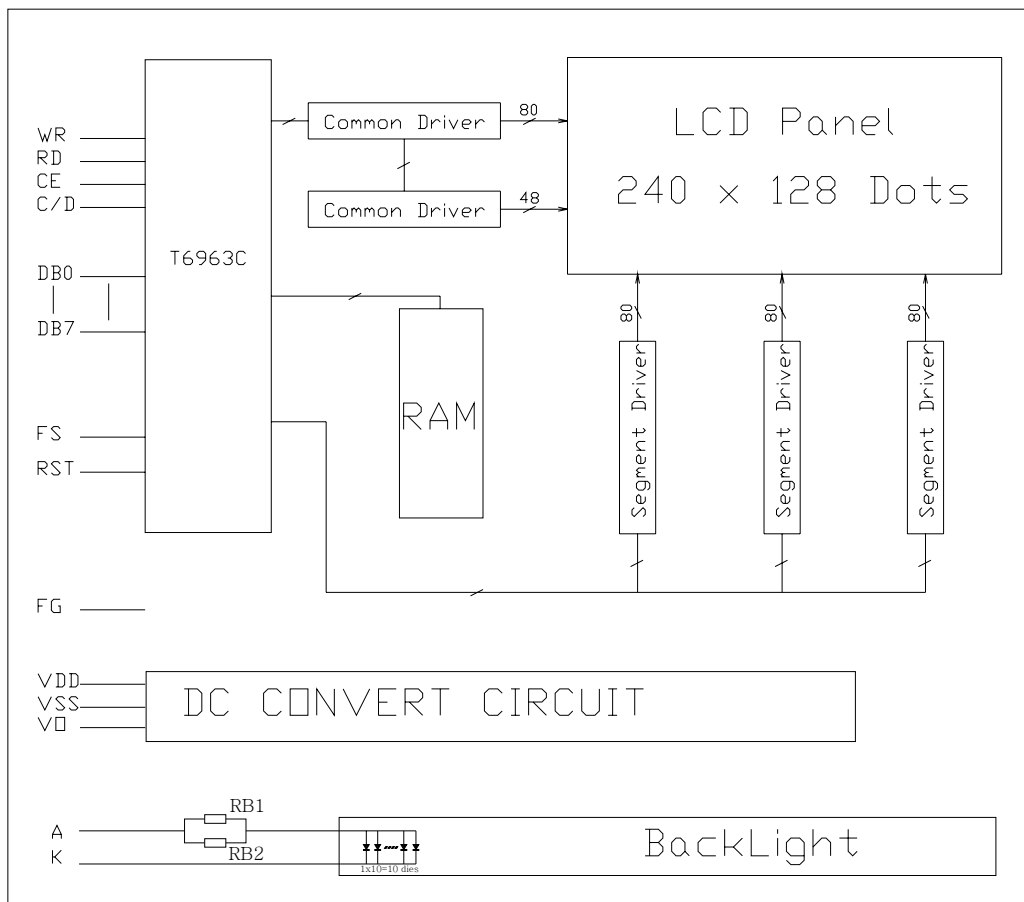 WR
RD
CE
C/D
DB0
DB7
FS
RST
FG
VDD
VSS
VO
A
K
T6963C
Common Driver
80
Common Driver
48
LCD Panel
240 x 128 Dots
RAM
80
80
80
Segment Driver
Segment Driver
Segment Driver
DC CONVERT CIRCUIT
RB1
RB2
1x10=10 dies
BackLight